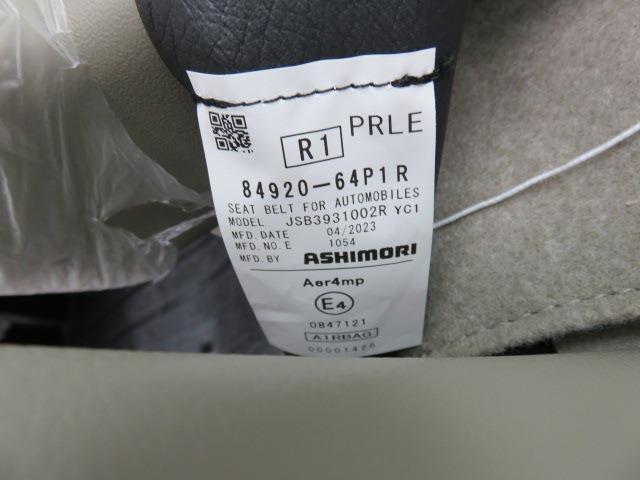 R1 PRLE
84920-64P1R
SEAT BELT FOR AUTOMOBILES
MODEL JSB3931002R YC1
MFD. DATE 04/2023
MFD. NO. E 1054
MFD. BY ASHIMORI
Aer4mp
E4
0847121
AIRBAG
00001426